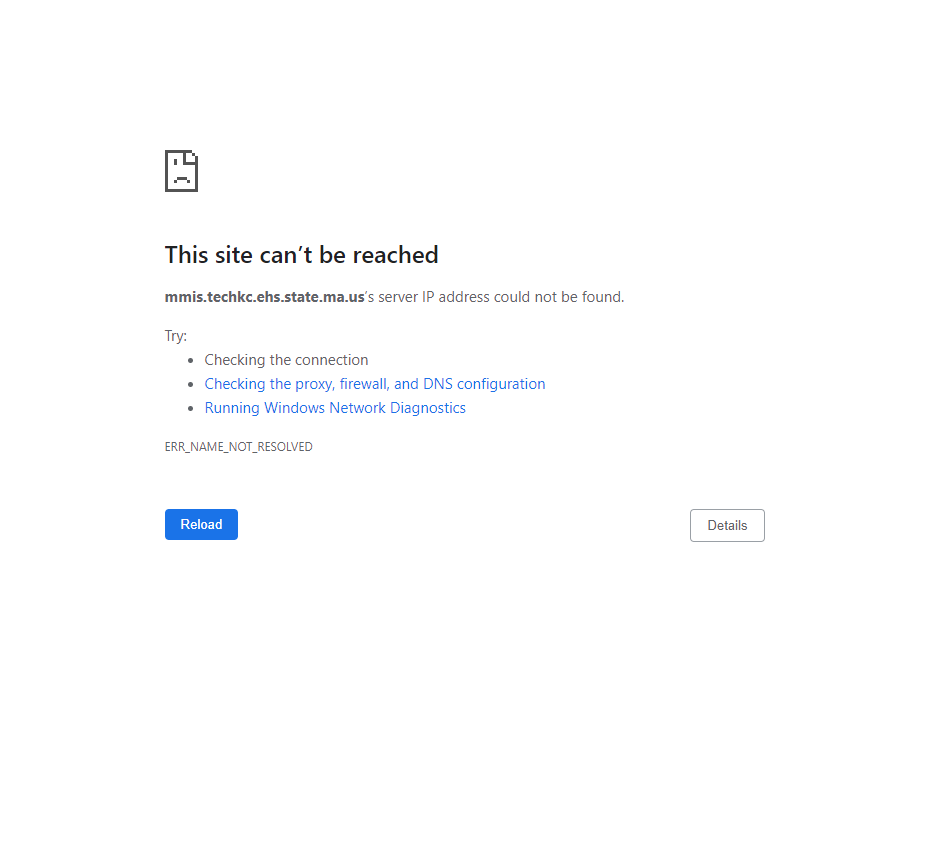 This site can’t be reached
mmis.techkc.ehs.state.ma.us’s server IP address could not be found.
Try:
• Checking the connection
• Checking the proxy, firewall, and DNS configuration
• Running Windows Network Diagnostics
ERR_NAME_NOT_RESOLVED
Reload
Details